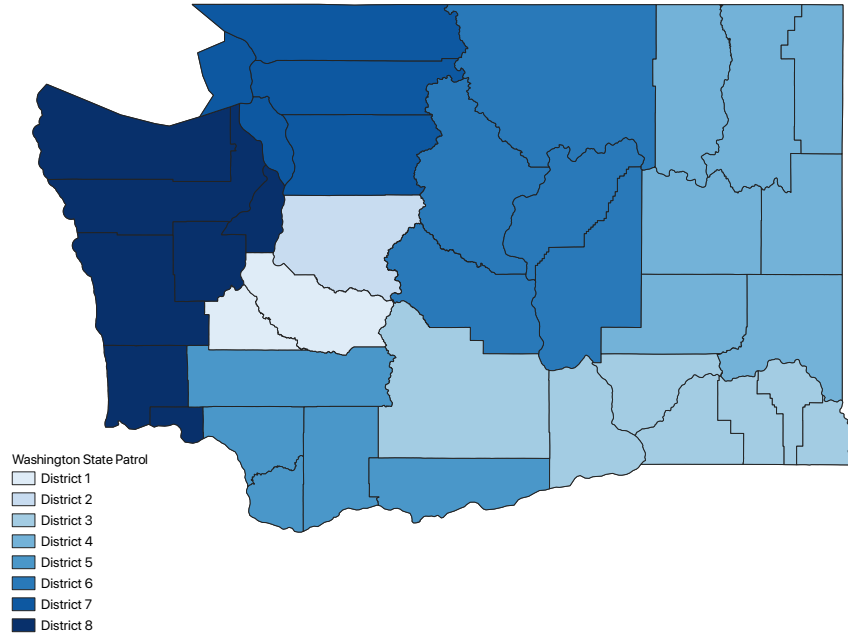 Washington State Patrol
District 1
District 2
District 3
District 4
District 5
District 6
District 7
District 8